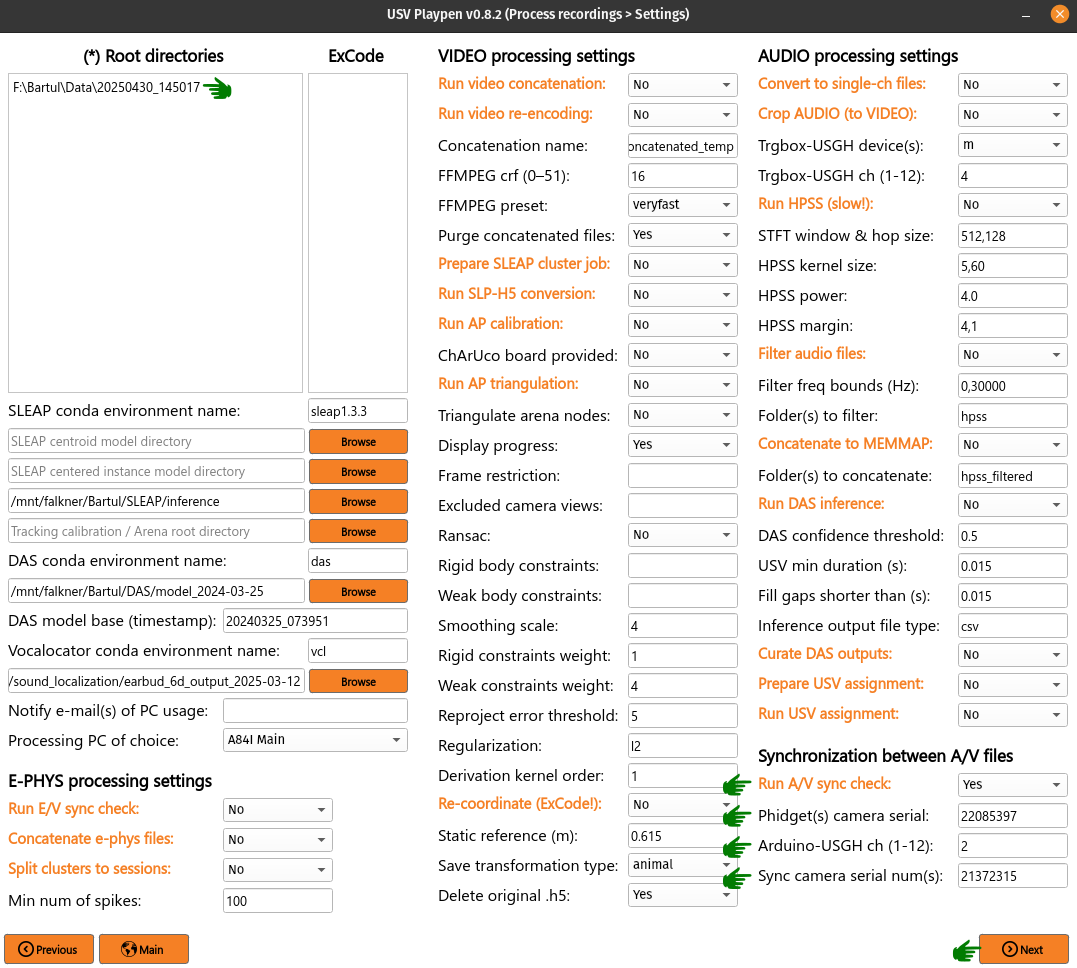 USV Playpen v0.8.2 (Process recordings > Settings)
(*) Root directories
ExCode
F:\Bartul\Data\20250430_145017
SLEAP conda environment name: sleap1.3.3
SLEAP centroid model directory Browse
SLEAP centered instance model directory Browse
/mnt/falkner/Bartul/SLEAP/inference Browse
Tracking calibration / Arena root directory Browse
DAS conda environment name: das
/mnt/falkner/Bartul/DAS/model_2024-03-25 Browse
DAS model base (timestamp): 20240325_073951
Vocalocator conda environment name: vcl
/sound_localization/earbud_6d_output_2025-03-12 Browse
Notify e-mail(s) of PC usage:
Processing PC of choice: A84I Main
E-PHYS processing settings
Run E/V sync check: No
Concatenate e-phys files: No
Split clusters to sessions: No
Min num of spikes: 100
VIDEO processing settings
Run video concatenation: No
Run video re-encoding: No
Concatenation name: oncatenated_temp
FFMPEG crf (0–51): 16
FFMPEG preset: veryfast
Purge concatenated files: Yes
Prepare SLEAP cluster job: No
Run SLP-H5 conversion: No
Run AP calibration: No
ChArUco board provided: No
Run AP triangulation: No
Triangulate arena nodes: No
Display progress: Yes
Frame restriction:
Excluded camera views:
Ransac: No
Rigid body constraints:
Weak body constraints:
Smoothing scale: 4
Rigid constraints weight: 1
Weak constraints weight: 4
Reproject error threshold: 5
Regularization: l2
Derivation kernel order: 1
Re-coordinate (ExCode!): No
Static reference (m): 0.615
Save transformation type: animal
Delete original .h5: Yes
AUDIO processing settings
Convert to single-ch files: No
Crop AUDIO (to VIDEO): No
Trgbox-USGH device(s): m
Trgbox-USGH ch (1-12): 4
Run HPSS (slow!): No
STFT window & hop size: 512,128
HPSS kernel size: 5,60
HPSS power: 4.0
HPSS margin: 4,1
Filter audio files: No
Filter freq bounds (Hz): 0,30000
Folder(s) to filter: hpss
Concatenate to MEMMAP: No
Folder(s) to concatenate: hpss_filtered
Run DAS inference: No
DAS confidence threshold: 0.5
USV min duration (s): 0.015
Fill gaps shorter than (s): 0.015
Inference output file type: csv
Curate DAS outputs: No
Prepare USV assignment: No
Run USV assignment: No
Synchronization between A/V files
Run A/V sync check: Yes
Phidget(s) camera serial: 22085397
Arduino-USGH ch (1-12): 2
Sync camera serial num(s): 21372315
Previous
Main
Next